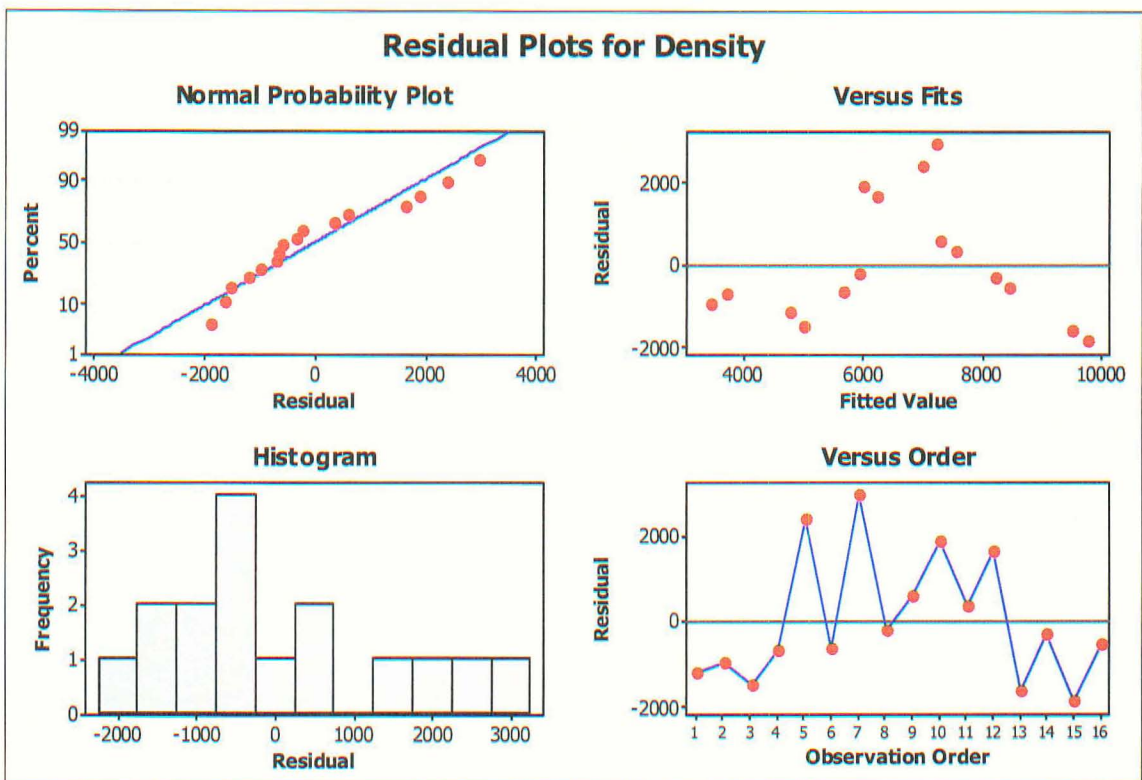 Residual Plots for Density
Normal Probability Plot
99
90
50
10
1
Percent
-4000 -2000 0 2000 4000
Residual
Versus Fits
2000
0
-2000
Residual
4000 6000 8000 10000
Fitted Value
Histogram
4
3
2
1
0
Frequency
-2000 -1000 0 1000 2000 3000
Residual
Versus Order
2000
0
-2000
Residual
1 2 3 4 5 6 7 8 9 10 11 12 13 14 15 16
Observation Order